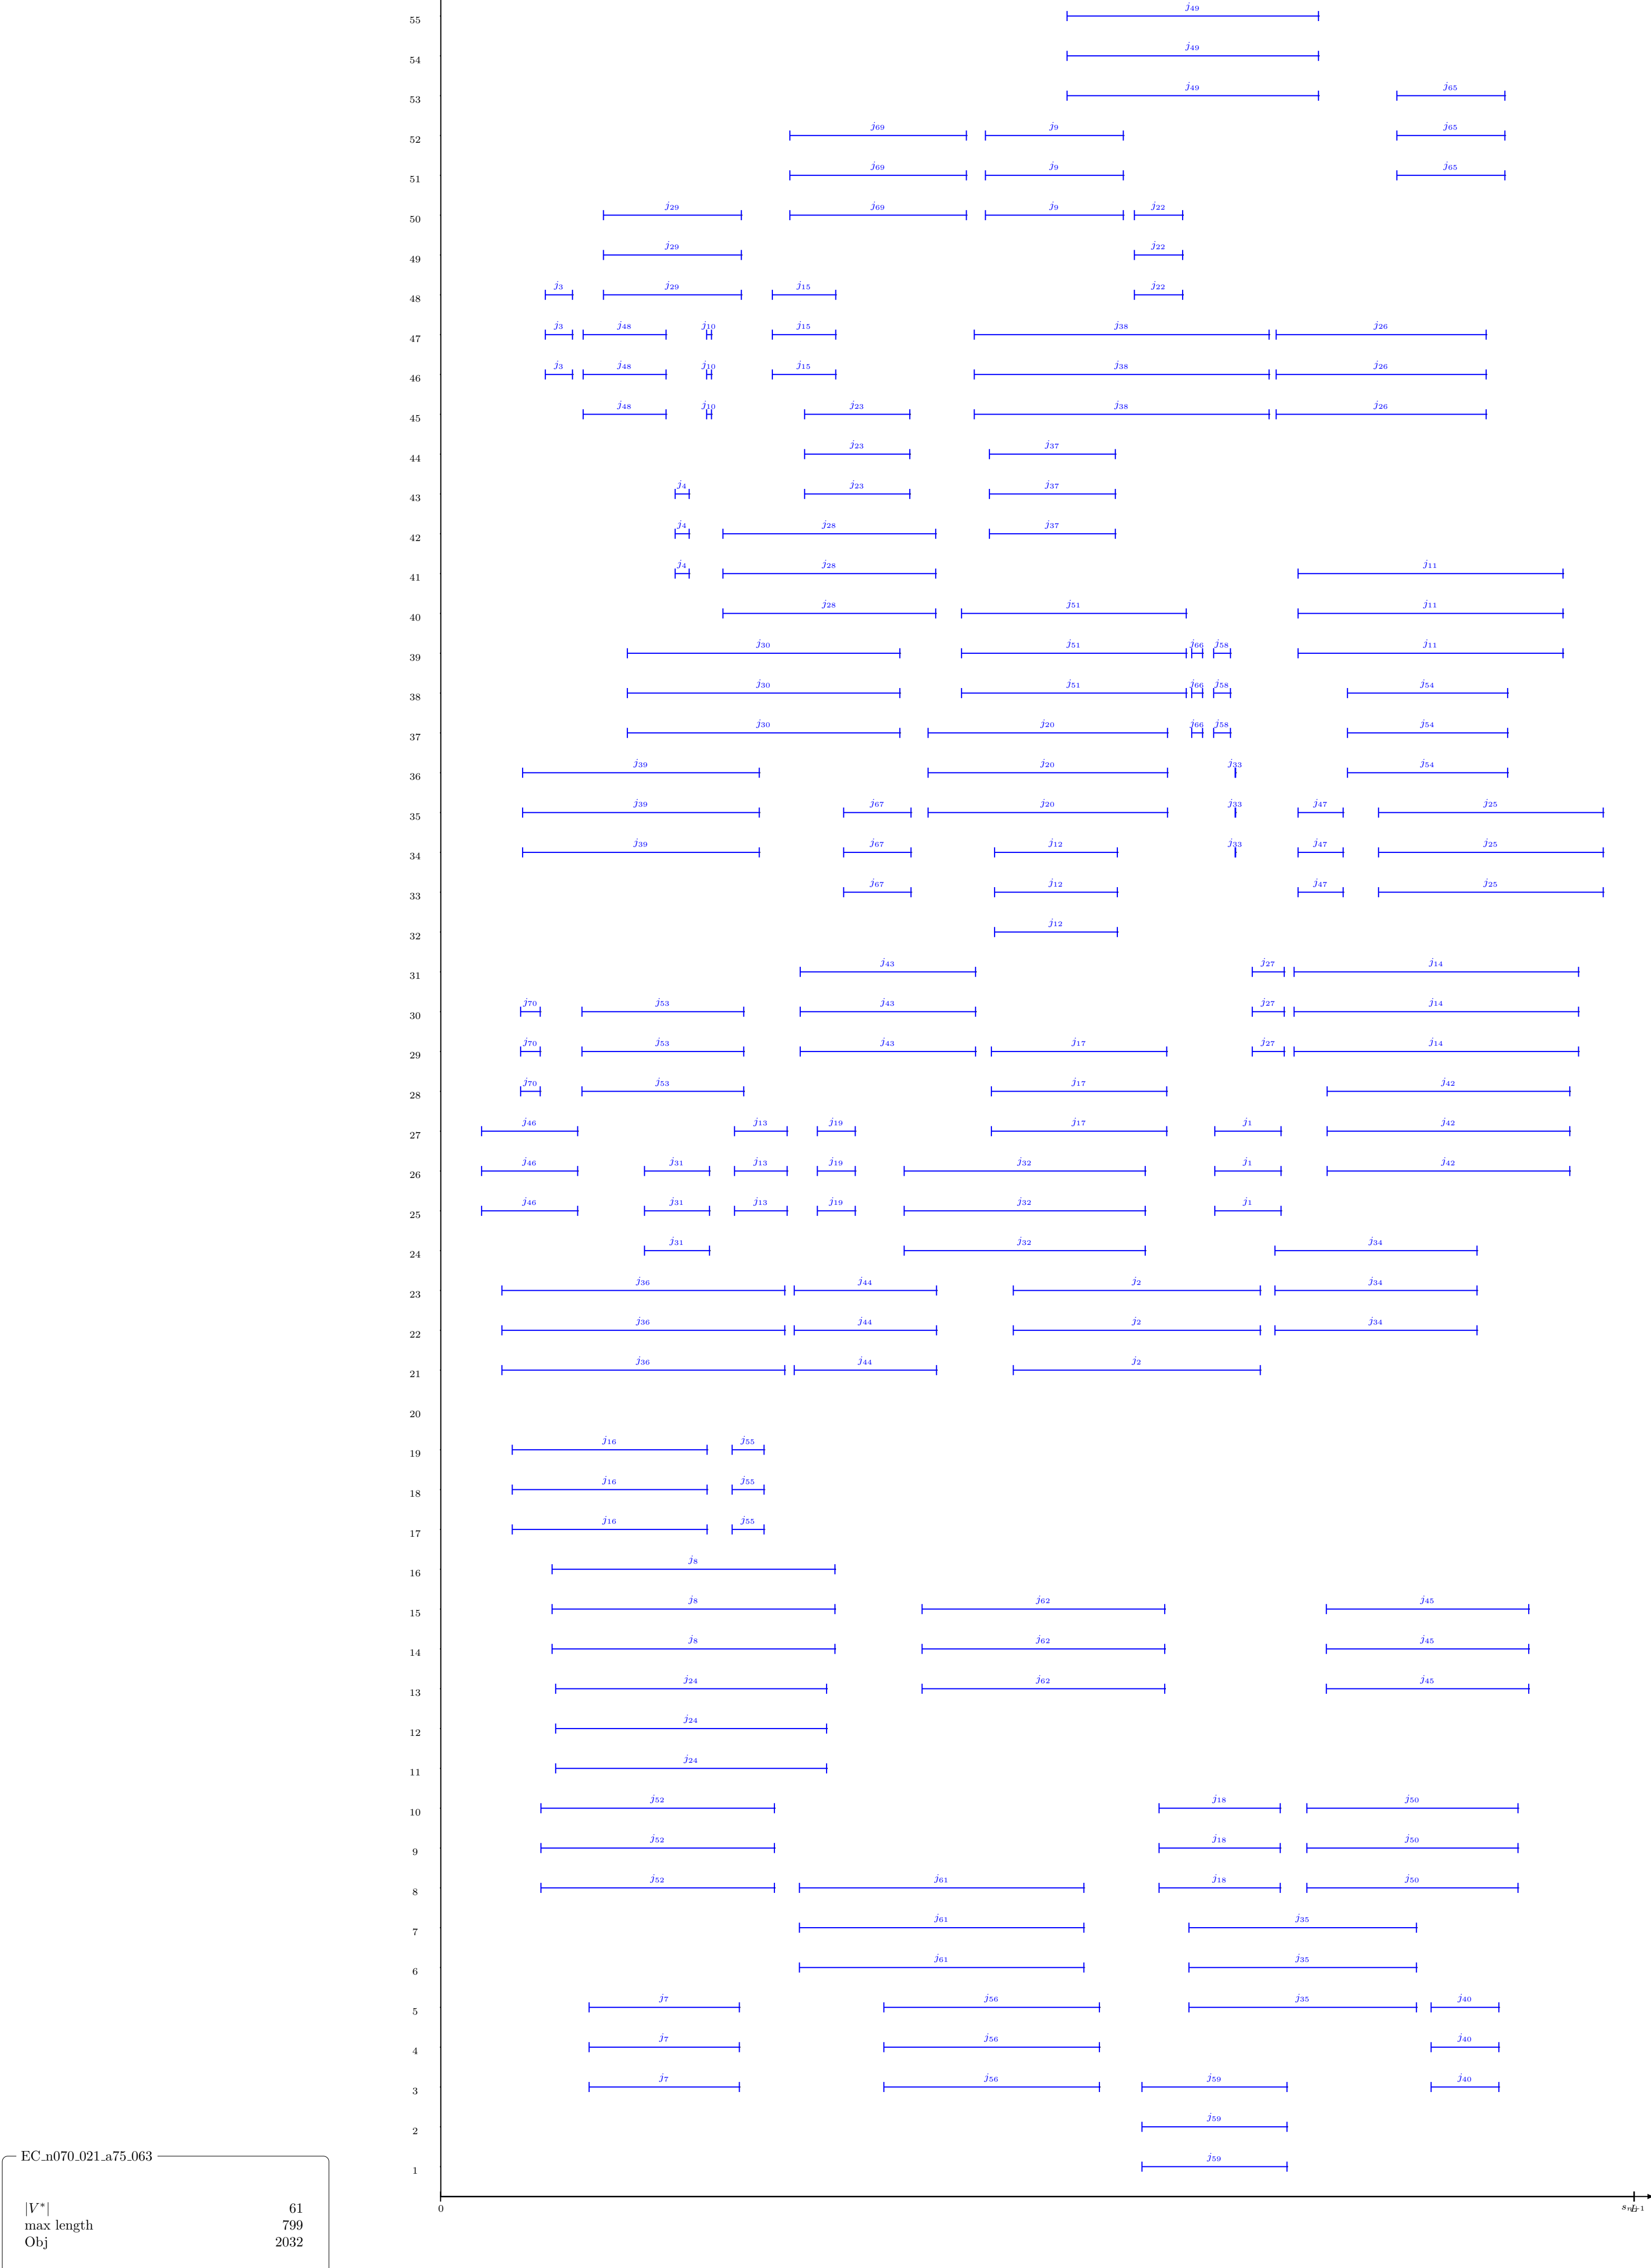 j49
55
j49
54
j49 j65
53
j69 j9 j65
52
j69 j9 j65
51
j29 j69 j9 j22
50
j29 j22
49
j3 j29 j15 j22
48
j3 j48 j10 j15 j38 j26
47
j3 j48 j10 j15 j38 j26
46
j48 j10 j23 j38 j26
45
j23 j37
44
j4 j23 j37
43
j4 j28 j37
42
j4 j28 j11
41
j28 j51 j11
40
j30 j51 j66 j58 j11
39
j30 j51 j66 j58 j54
38
j30 j20 j66 j58 j54
37
j39 j20 j33 j54
36
j39 j67 j20 j33 j47 j25
35
j39 j67 j12 j33 j47 j25
34
j67 j12 j47 j25
33
j12
32
j43 j27 j14
31
j70 j53 j43 j27 j14
30
j70 j53 j43 j17 j27 j14
29
j70 j53 j17 j42
28
j46 j13 j19 j17 j1 j42
27
j46 j31 j13 j19 j32 j1 j42
26
j46 j31 j13 j19 j32 j1
25
j31 j32 j34
24
j36 j44 j2 j34
23
j36 j44 j2 j34
22
j36 j44 j2
21
20
j16 j55
19
j16 j55
18
j16 j55
17
j8
16
j8 j62 j45
15
j8 j62 j45
14
j24 j62 j45
13
j24
12
j24
11
j52 j18 j50
10
j52 j18 j50
9
j52 j61 j18 j50
8
j61 j35
7
j61 j35
6
j7 j56 j35 j40
5
j7 j56 j40
4
j7 j56 j59 j40
3
j59
2
j59
1
0
EC_n070_021_a75_063
|V*| 61
max length 799
Obj 2032